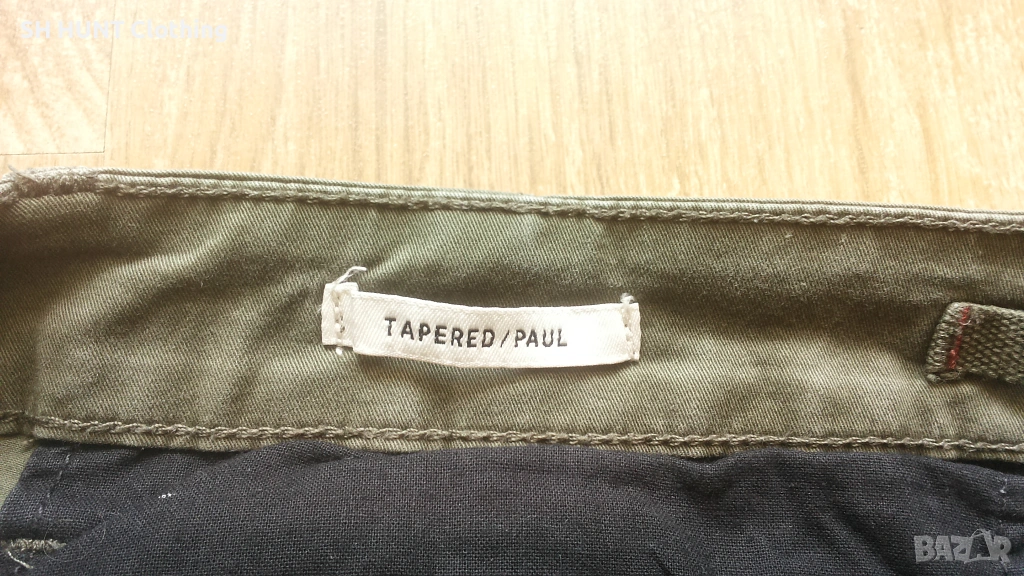 SH HUNT Clothing
TAPERED/PAUL
BAZAR